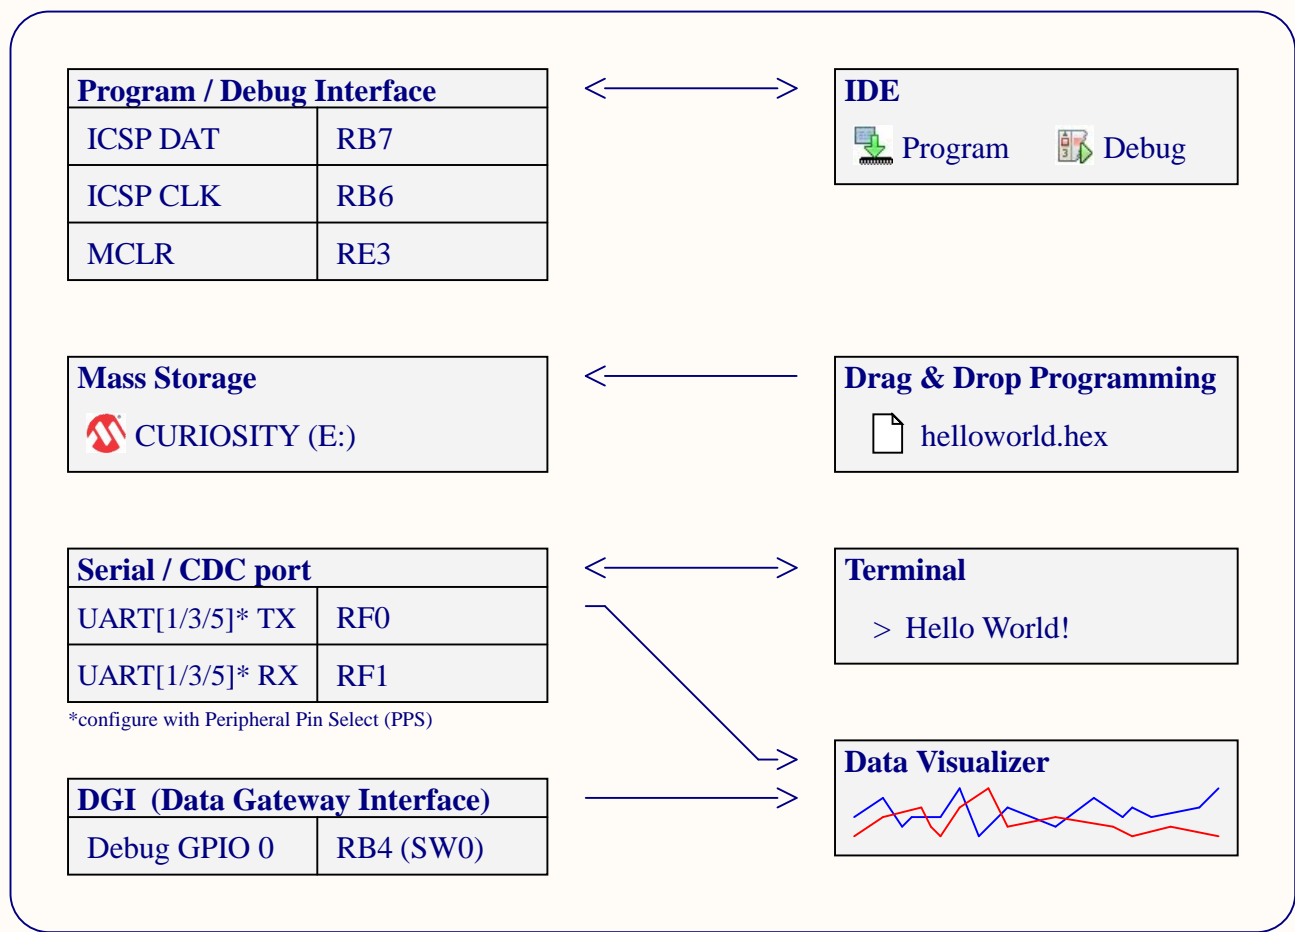 Program / Debug Interface
ICSP DAT RB7
ICSP CLK RB6
MCLR RE3
IDE
Program Debug
Mass Storage
CURIOSITY (E:)
Drag & Drop Programming
helloworld.hex
Serial / CDC port
UART[1/3/5]* TX RF0
UART[1/3/5]* RX RF1
*configure with Peripheral Pin Select (PPS)
Terminal
> Hello World!
DGI (Data Gateway Interface)
Debug GPIO 0 RB4 (SW0)
Data Visualizer